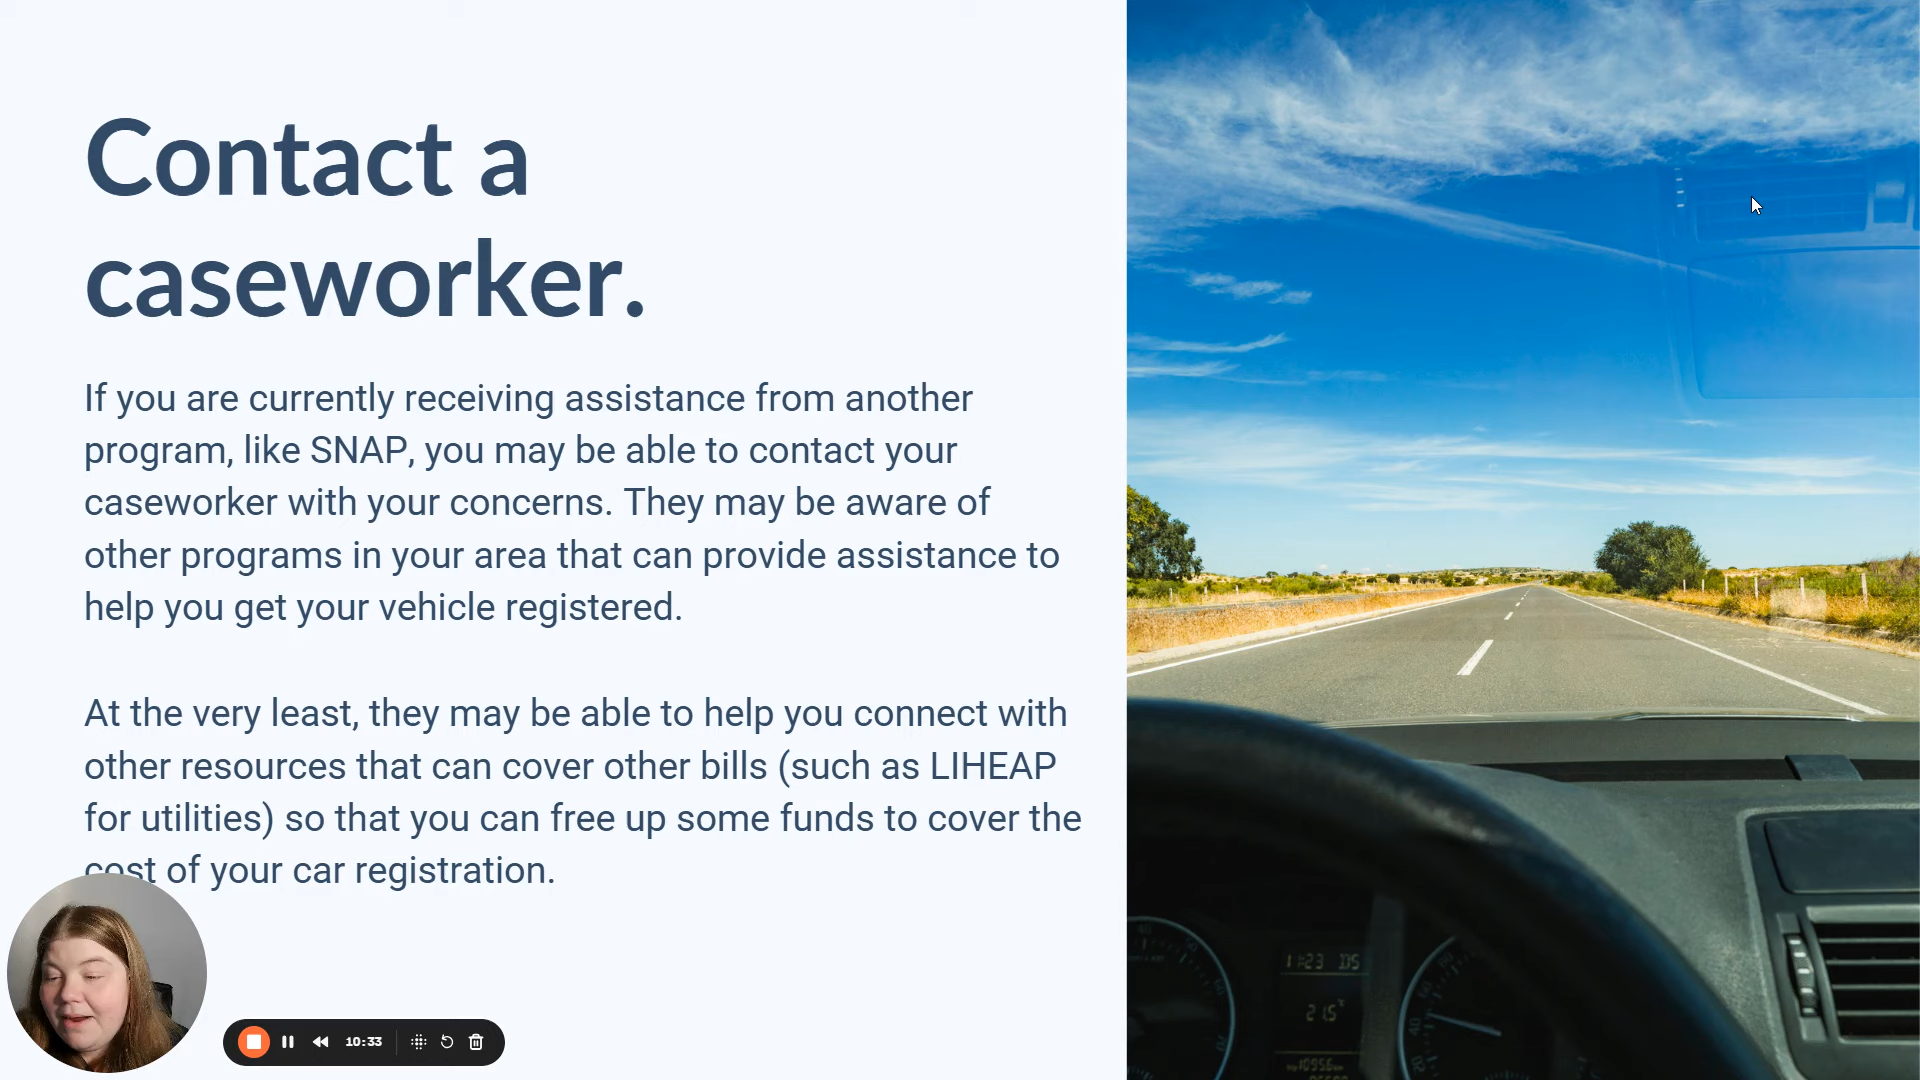 Contact a
caseworker.
If you are currently receiving assistance from another
program, like SNAP, you may be able to contact your
caseworker with your concerns. They may be aware of
other programs in your area that can provide assistance to
help you get your vehicle registered.
At the very least, they may be able to help you connect with
other resources that can cover other bills (such as LIHEAP
for utilities) so that you can free up some funds to cover the
cost of your car registration.
10:33